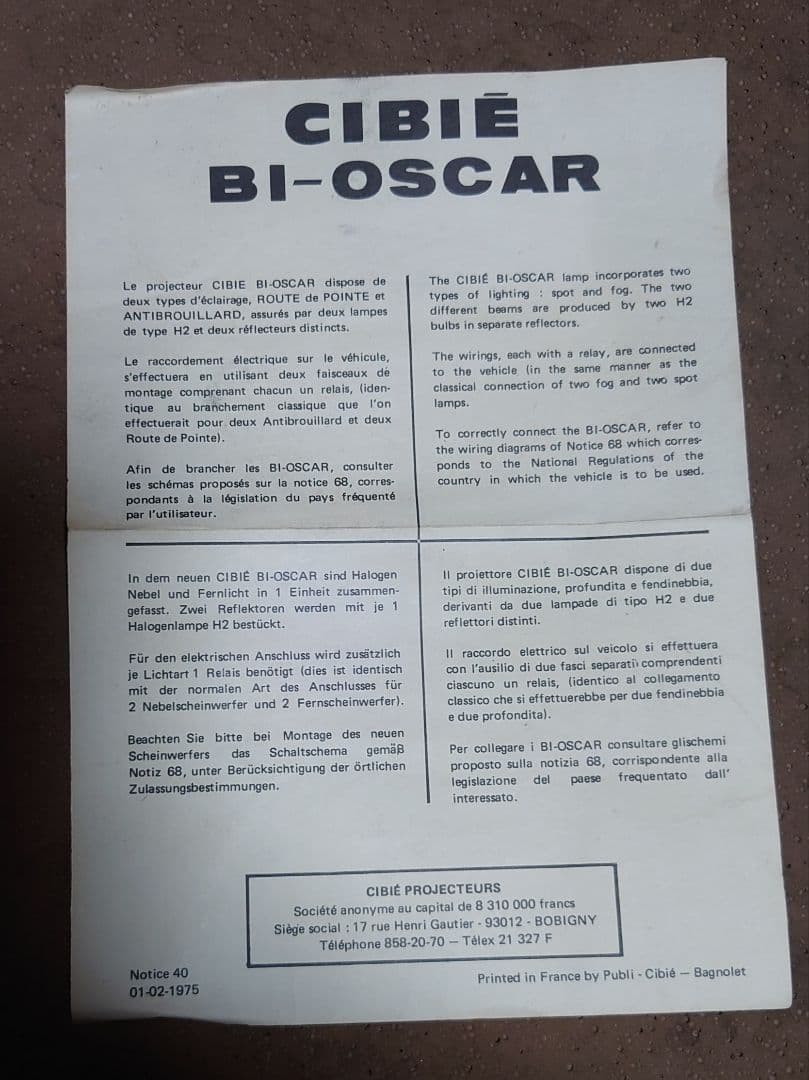 CIBIÉ
BI-OSCAR
Le projecteur CIBIE BI-OSCAR dispose de
deux types d'éclairage, ROUTE de POINTE et
ANTIBROUILLARD, assurés par deux lampes
de type H2 et deux réflecteurs distincts.
Le raccordement électrique sur le véhicule,
s'effectuera en utilisant deux faisceaux de
montage comprenant chacun un relais, (iden-
tique au branchement classique que l'on
effectuerait pour deux Antibrouillard et deux
Route de Pointe).
Afin de brancher les BI-OSCAR, consulter
les schémas proposés sur la notice 68, corres-
pondants à la législation du pays fréquenté
par l'utilisateur.
The CIBIÉ BI-OSCAR lamp incorporates two
types of lighting : spot and fog. The two
different beams are produced by two H2
bulbs in separate reflectors.
The wirings, each with a relay, are connected
to the vehicle (in the same manner as the
classical connection of two fog and two spot
lamps.
To correctly connect the BI-OSCAR, refer to
the wiring diagrams of Notice 68 which corres-
ponds to the National Regulations of the
country in which the vehicle is to be used.
In dem neuen CIBIÉ BI-OSCAR sind Halogen
Nebel und Fernlicht in 1 Einheit zusammen-
gefasst. Zwei Reflektoren werden mit je 1
Halogenlampe H2 bestückt.
Für den elektrischen Anschluss wird zusätzlich
je Lichtart 1 Relais benötigt (dies ist identisch
mit der normalen Art des Anschlusses für
2 Nebelscheinwerfer und 2 Fernscheinwerfer).
Beachten Sie bitte bei Montage des neuen
Scheinwerfers das Schaltschema gemäß
Notiz 68, unter Berücksichtigung der örtlichen
Zulassungsbestimmungen.
Il proiettore CIBIÉ BI-OSCAR dispone di due
tipi di illuminazione, profundita e fendinebbia,
derivanti da due lampade di tipo H2 e due
reflettori distinti.
Il raccordo elettrico sul veicolo si effettuera
con l'ausilio di due fasci separati comprendenti
ciascuno un relais, (identico al collegamento
classico che si effettuerebbe per due fendinebbia
e due profondita).
Per collegare i BI-OSCAR consultare glischemi
proposto sulla notizia 68, corrispondente alla
legislazione del paese frequentato dall'
interessato.
CIBIÉ PROJECTEURS
Société anonyme au capital de 8 310 000 francs
Siège social : 17 rue Henri Gautier - 93012 - BOBIGNY
Téléphone 858-20-70 — Télex 21 327 F
Notice 40
01-02-1975
Printed in France by Publi - Cibié — Bagnolet